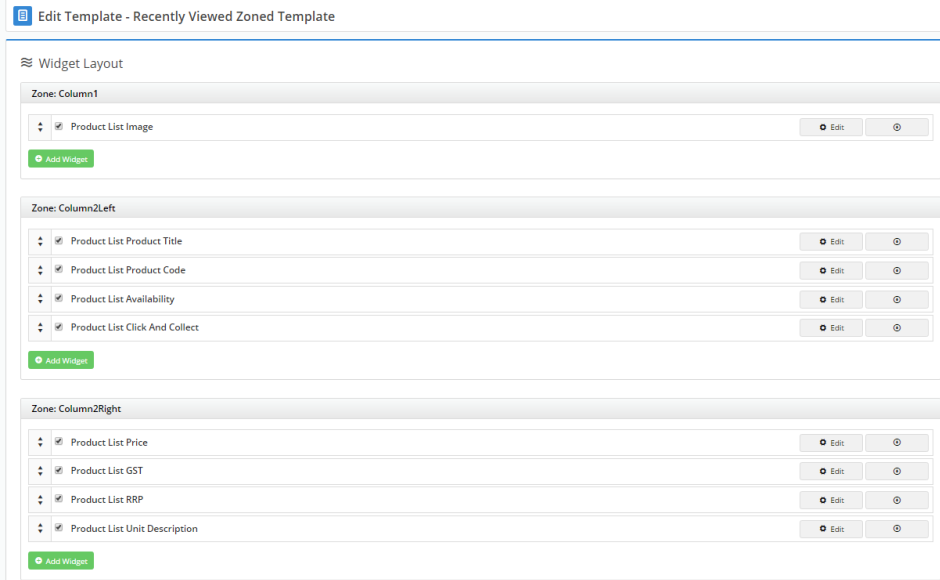 Edit Template - Recently Viewed Zoned Template
Widget Layout
Zone: Column1
Product List Image Edit
Add Widget
Zone: Column2Left
Product List Product Title Edit
Product List Product Code Edit
Product List Availability Edit
Product List Click And Collect Edit
Add Widget
Zone: Column2Right
Product List Price Edit
Product List GST Edit
Product List RRP Edit
Product List Unit Description Edit
Add Widget